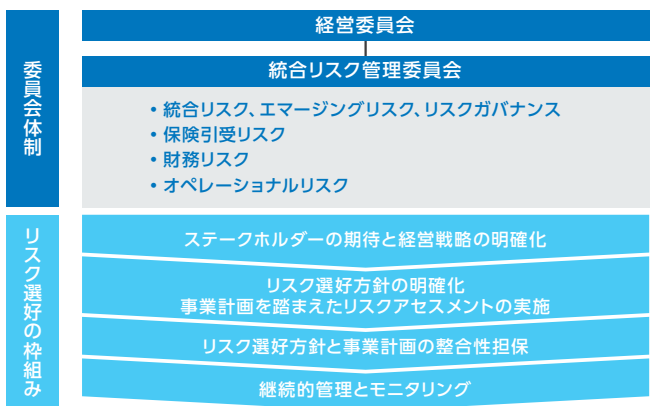 委員会体制
経営委員会
統合リスク管理委員会
・統合リスク、エマージングリスク、リスクガバナンス
・保険引受リスク
・財務リスク
・オペレーショナルリスク
リスク選好の枠組み
ステークホルダーの期待と経営戦略の明確化
リスク選好方針の明確化
事業計画を踏まえたリスクアセスメントの実施
リスク選好方針と事業計画の整合性担保
継続的管理とモニタリング